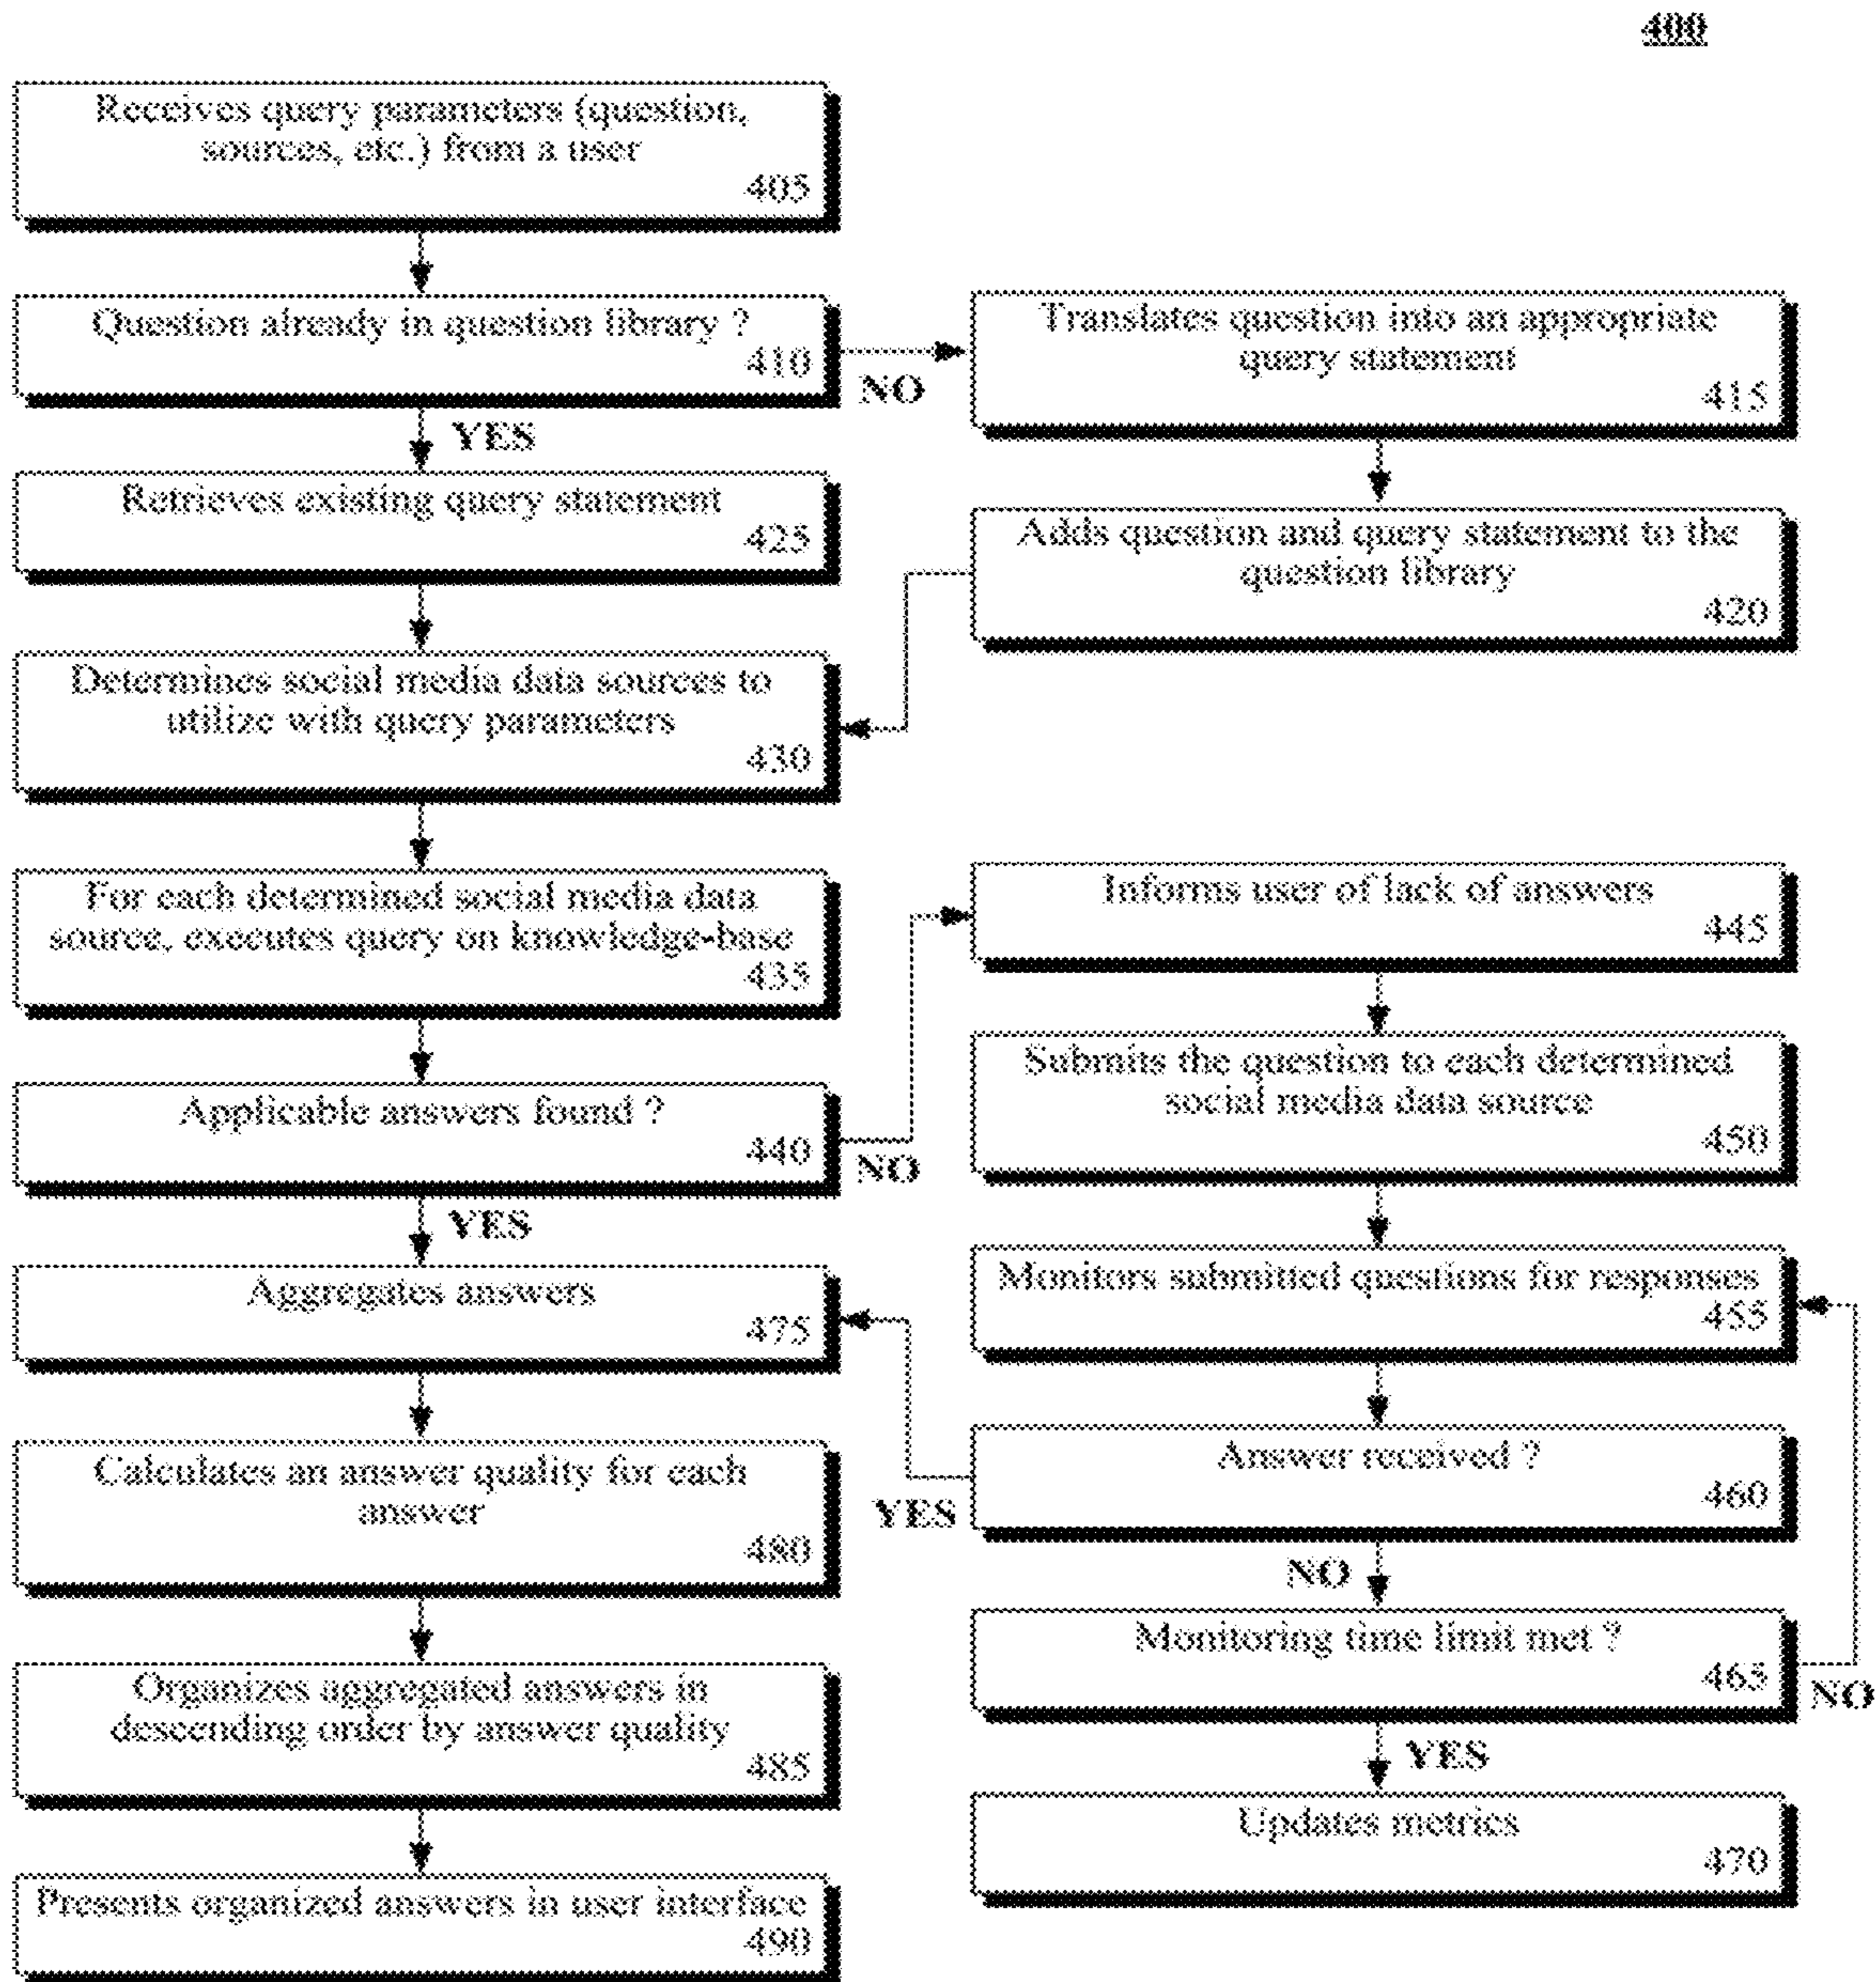 400
Receives query parameters (question,
sources, etc.) from a user
405
Question already in question library ?
410
NO
YES
Translates question into an appropriate
query statement
415
Retrieves existing query statement
425
Adds question and query statement to the
question library
420
Determines social media data sources to
utilize with query parameters
430
For each determined social media data
source, executes query on knowledge-base
435
Applicable answers found ?
440
NO
YES
Informs user of lack of answers
445
Submits the question to each determined
social media data source
450
Monitors submitted questions for responses
455
Answer received ?
460
YES
NO
Monitoring time limit met ?
465
NO
YES
Updates metrics
470
Aggregates answers
475
Calculates an answer quality for each
answer
480
Organizes aggregated answers in
descending order by answer quality
485
Presents organized answers in user interface
490